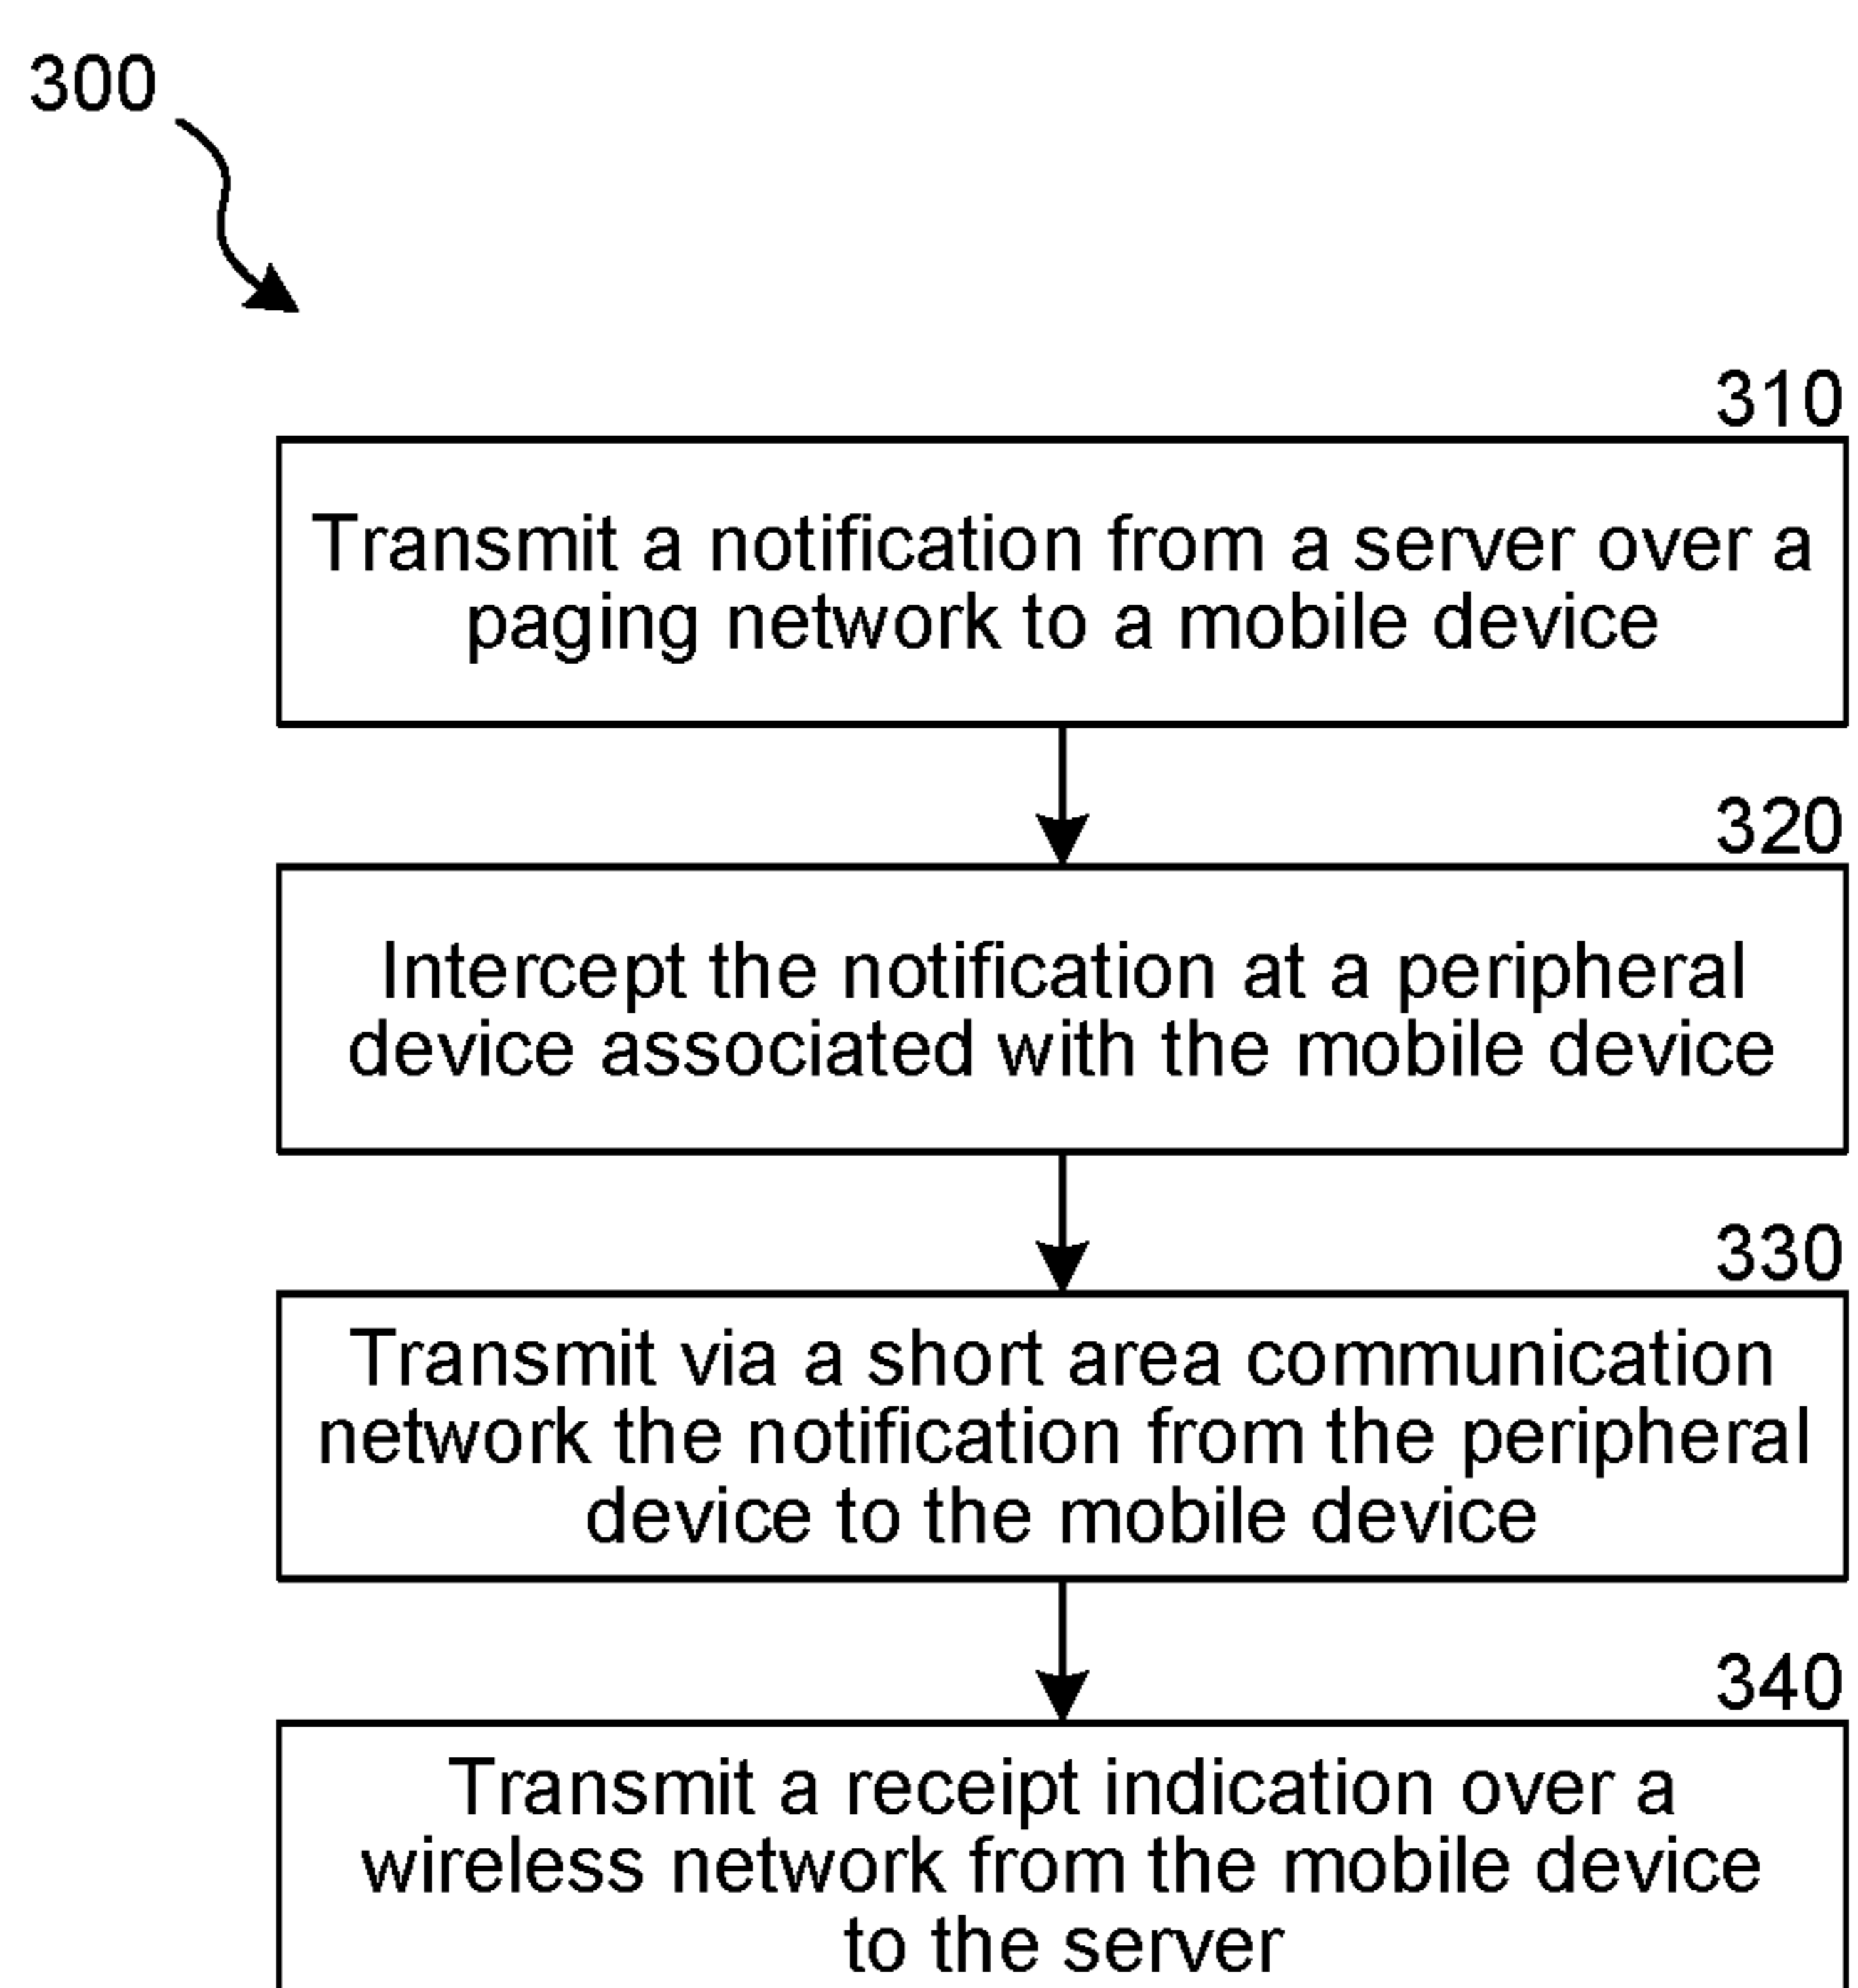 300
310
Transmit a notification from a server over a
paging network to a mobile device
320
Intercept the notification at a peripheral
device associated with the mobile device
330
Transmit via a short area communication
network the notification from the peripheral
device to the mobile device
340
Transmit a receipt indication over a
wireless network from the mobile device
to the server